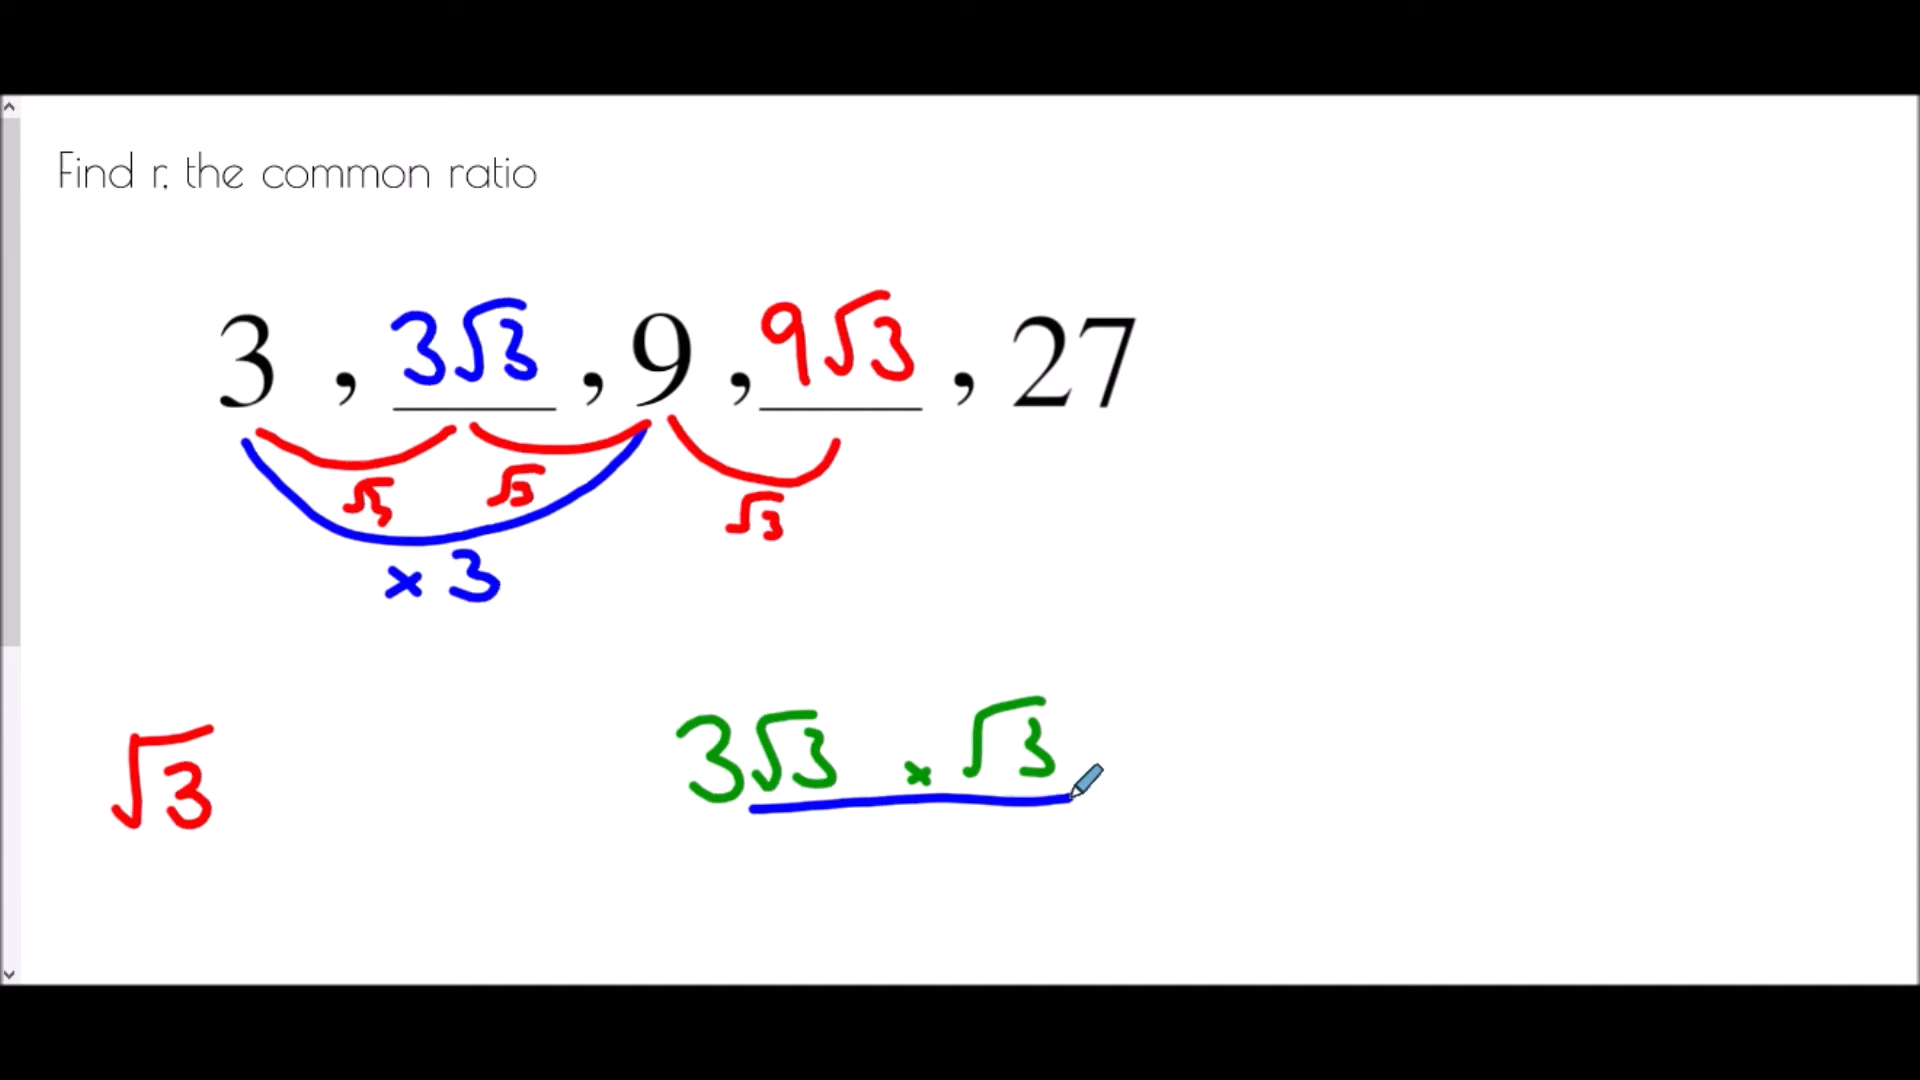 Find r, the common ratio
3 , 3√3 , 9 , 9√3 , 27
√3 √3 √3
× 3
√3 3√3 × √3